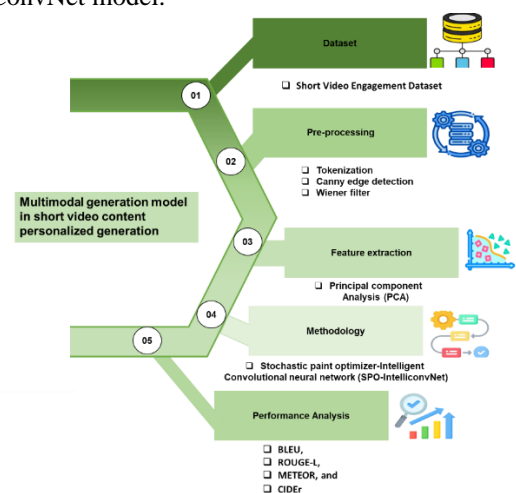 ConvNet model.
Dataset
01
❑ Short Video Engagement Dataset
Pre-processing
02
❑ Tokenization
❑ Canny edge detection
❑ Wiener filter
Multimodal generation model
in short video content
personalized generation
03
Feature extraction
❑ Principal component
Analysis (PCA)
04
Methodology
❑ Stochastic paint optimizer-Intelligent
Convolutional neural network (SPO-IntelliconvNet)
05
Performance Analysis
❑ BLEU,
❑ ROUGE-L,
❑ METEOR, and
❑ CIDEr